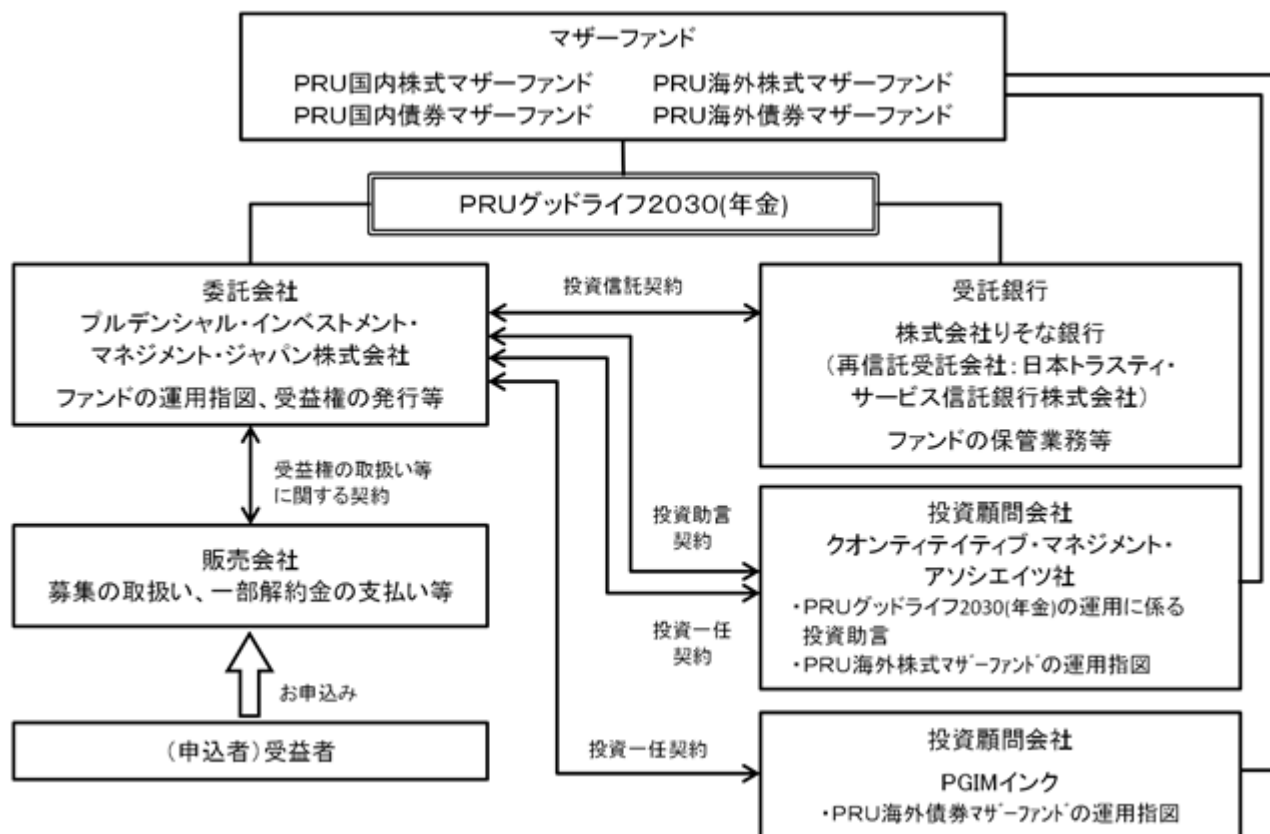 マザーファンド
PRU国内株式マザーファンド PRU海外株式マザーファンド
PRU国内債券マザーファンド PRU海外債券マザーファンド
PRUグッドライフ2030(年金)
委託会社
プルデンシャル・インベストメント・
マネジメント・ジャパン株式会社
ファンドの運用指図、受益権の発行等
投資信託契約
受託銀行
株式会社りそな銀行
(再信託受託会社:日本トラスティ・
サービス信託銀行株式会社)
ファンドの保管業務等
受益権の取扱い等
に関する契約
投資助言
契約
投資顧問会社
クオンティテイティブ・マネジメント・
アソシエイツ社
・PRUグッドライフ2030(年金)の運用に係る
投資助言
・PRU海外株式マザーファンドの運用指図
販売会社
募集の取扱い、一部解約金の支払い等
投資一任
契約
お申込み
(申込者)受益者
投資一任契約
投資顧問会社
PGIMインク
・PRU海外債券マザーファンドの運用指図